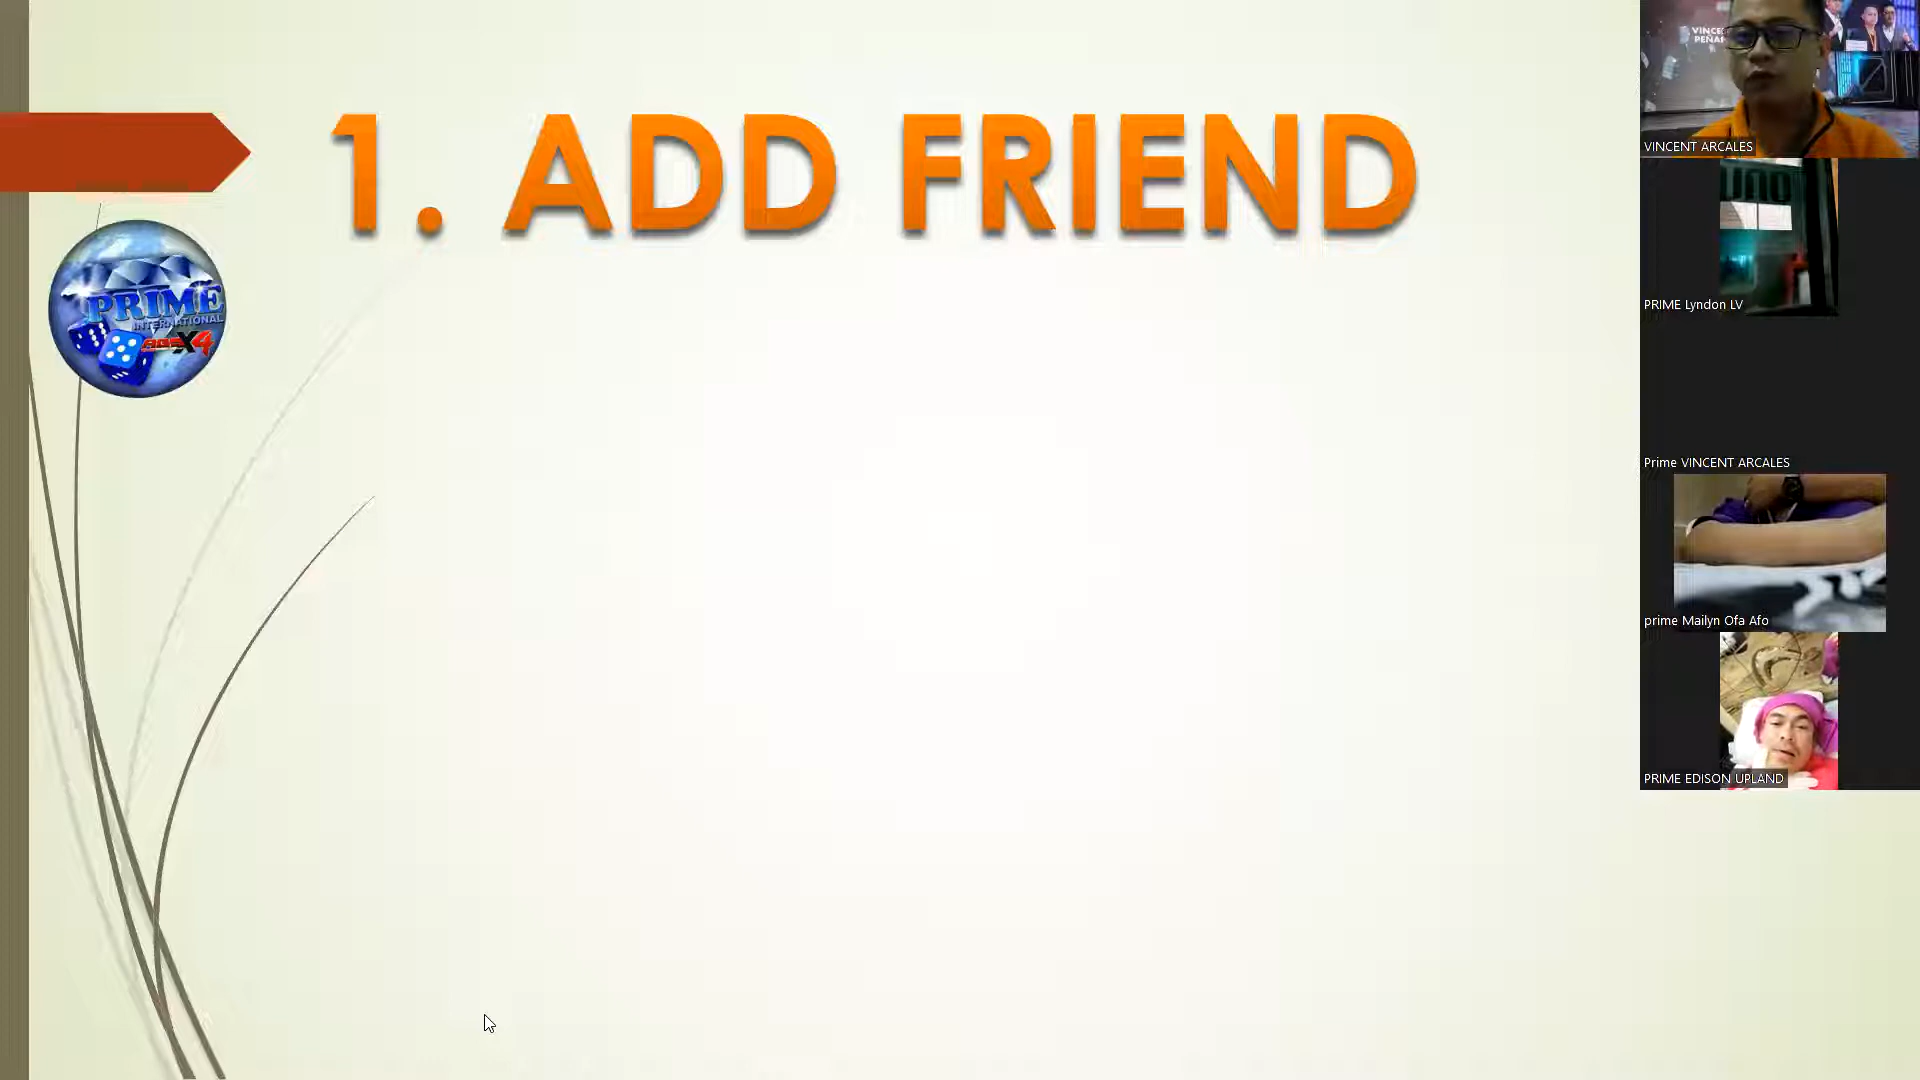 1. ADD FRIEND
PRIME
INTERNATIONAL
VINCENT ARCALES
UNO
PRIME Lyndon LV
Prime VINCENT ARCALES
prime Mailyn Ofa Afo
PRIME EDISON UPLAND